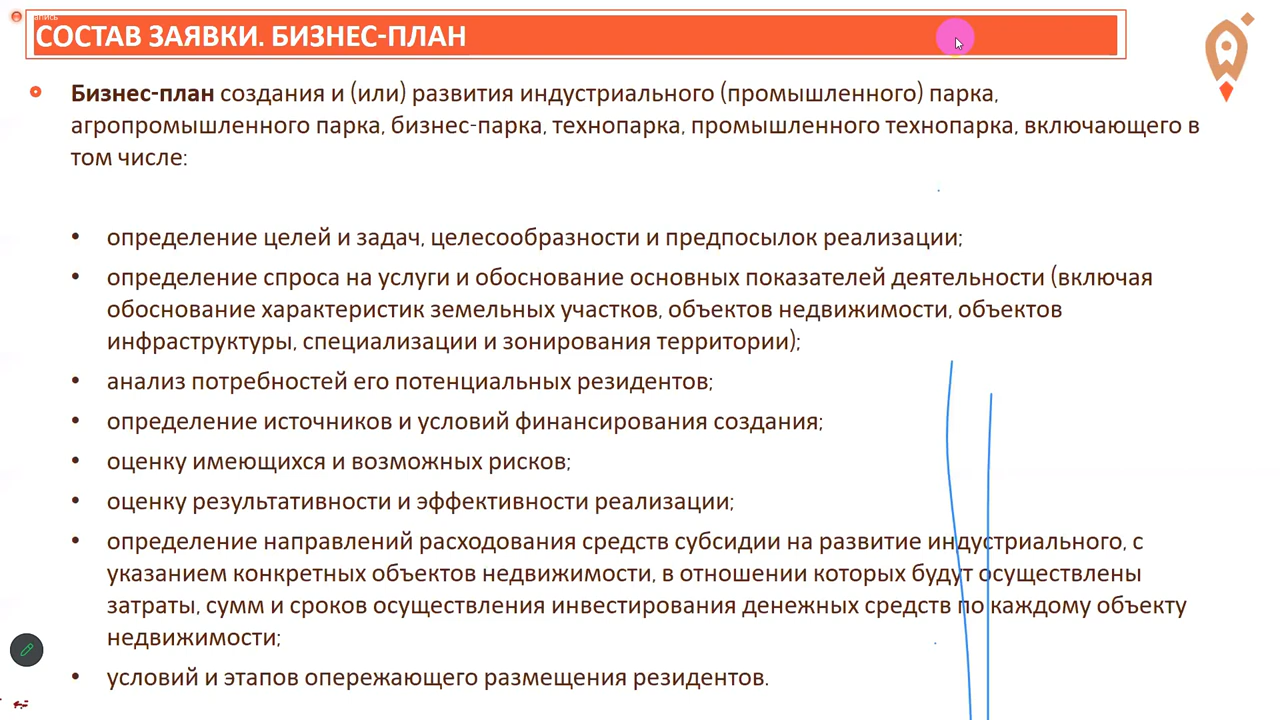 запись
СОСТАВ ЗАЯВКИ. БИЗНЕС-ПЛАН
Бизнес-план создания и (или) развития индустриального (промышленного) парка,
агропромышленного парка, бизнес-парка, технопарка, промышленного технопарка, включающего в
том числе:
• определение целей и задач, целесообразности и предпосылок реализации;
• определение спроса на услуги и обоснование основных показателей деятельности (включая
обоснование характеристик земельных участков, объектов недвижимости, объектов
инфраструктуры, специализации и зонирования территории);
• анализ потребностей его потенциальных резидентов;
• определение источников и условий финансирования создания;
• оценку имеющихся и возможных рисков;
• оценку результативности и эффективности реализации;
• определение направлений расходования средств субсидии на развитие индустриального, с
указанием конкретных объектов недвижимости, в отношении которых будут осуществлены
затраты, сумм и сроков осуществления инвестирования денежных средств по каждому объекту
недвижимости;
• условий и этапов опережающего размещения резидентов.